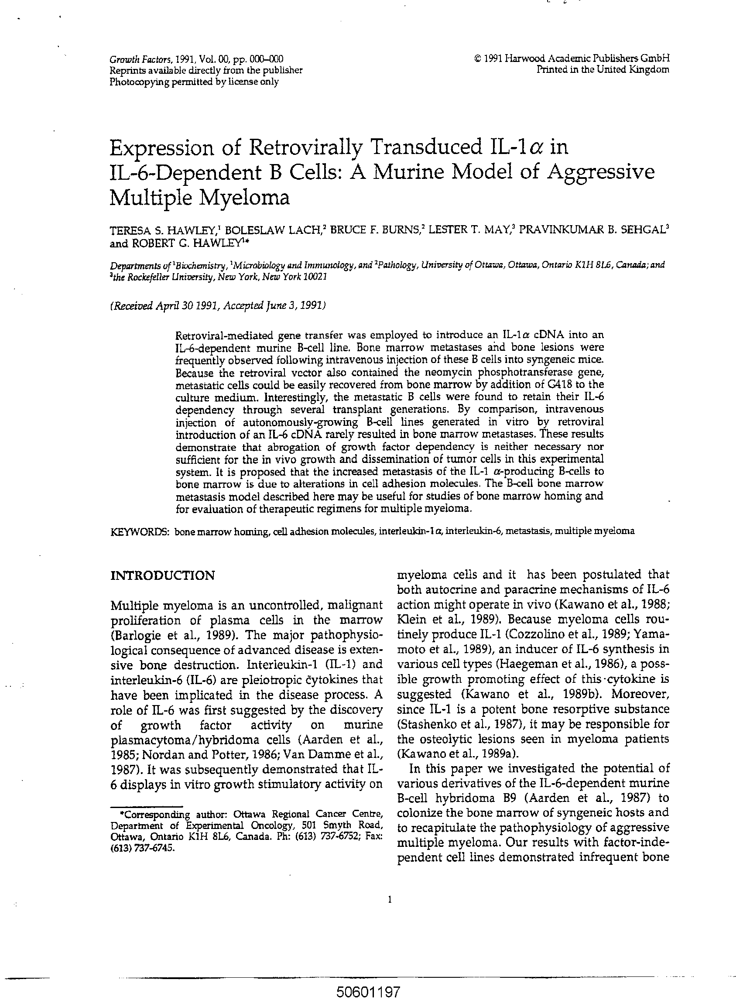 Growth Factors, 1991, Vol. 00, pp. 000–000
Reprints available directly from the publisher
Photocopying permitted by license only
© 1991 Harwood Academic Publishers GmbH
Printed in the United Kingdom
Expression of Retrovirally Transduced IL-1α in
IL-6-Dependent B Cells: A Murine Model of Aggressive
Multiple Myeloma
TERESA S. HAWLEY,¹ BOLESLAW LACH,² BRUCE F. BURNS,² LESTER T. MAY,³ PRAVINKUMAR B. SEHGAL³
and ROBERT G. HAWLEY¹*
Departments of ¹Biochemistry, ¹Microbiology and Immunology, and ²Pathology, University of Ottawa, Ottawa, Ontario K1H 8L6, Canada; and
³the Rockefeller University, New York, New York 10021
(Received April 30 1991, Accepted June 3, 1991)
Retroviral-mediated gene transfer was employed to introduce an IL-1α cDNA into an
IL-6-dependent murine B-cell line. Bone marrow metastases and bone lesions were
frequently observed following intravenous injection of these B cells into syngeneic mice.
Because the retroviral vector also contained the neomycin phosphotransferase gene,
metastatic cells could be easily recovered from bone marrow by addition of G418 to the
culture medium. Interestingly, the metastatic B cells were found to retain their IL-6
dependency through several transplant generations. By comparison, intravenous
injection of autonomously-growing B-cell lines generated in vitro by retroviral
introduction of an IL-6 cDNA rarely resulted in bone marrow metastases. These results
demonstrate that abrogation of growth factor dependency is neither necessary nor
sufficient for the in vivo growth and dissemination of tumor cells in this experimental
system. It is proposed that the increased metastasis of the IL-1 α-producing B-cells to
bone marrow is due to alterations in cell adhesion molecules. The B-cell bone marrow
metastasis model described here may be useful for studies of bone marrow homing and
for evaluation of therapeutic regimens for multiple myeloma.
KEYWORDS: bone marrow homing, cell adhesion molecules, interleukin-1α, interleukin-6, metastasis, multiple myeloma
INTRODUCTION
Multiple myeloma is an uncontrolled, malignant
proliferation of plasma cells in the marrow
(Barlogie et al., 1989). The major pathophysio-
logical consequence of advanced disease is exten-
sive bone destruction. Interleukin-1 (IL-1) and
interleukin-6 (IL-6) are pleiotropic cytokines that
have been implicated in the disease process. A
role of IL-6 was first suggested by the discovery
of growth factor activity on murine
plasmacytoma/hybridoma cells (Aarden et al.,
1985; Nordan and Potter, 1986; Van Damme et al.,
1987). It was subsequently demonstrated that IL-
6 displays in vitro growth stimulatory activity on
*Corresponding author: Ottawa Regional Cancer Centre,
Department of Experimental Oncology, 501 Smyth Road,
Ottawa, Ontario K1H 8L6, Canada. Ph: (613) 737-6752; Fax:
(613) 737-6745.
myeloma cells and it has been postulated that
both autocrine and paracrine mechanisms of IL-6
action might operate in vivo (Kawano et al., 1988;
Klein et al., 1989). Because myeloma cells rou-
tinely produce IL-1 (Cozzolino et al., 1989; Yama-
moto et al., 1989), an inducer of IL-6 synthesis in
various cell types (Haegeman et al., 1986), a poss-
ible growth promoting effect of this cytokine is
suggested (Kawano et al., 1989b). Moreover,
since IL-1 is a potent bone resorptive substance
(Stashenko et al., 1987), it may be responsible for
the osteolytic lesions seen in myeloma patients
(Kawano et al., 1989a).
In this paper we investigated the potential of
various derivatives of the IL-6-dependent murine
B-cell hybridoma B9 (Aarden et al., 1987) to
colonize the bone marrow of syngeneic hosts and
to recapitulate the pathophysiology of aggressive
multiple myeloma. Our results with factor-inde-
pendent cell lines demonstrated infrequent bone
1
50601197